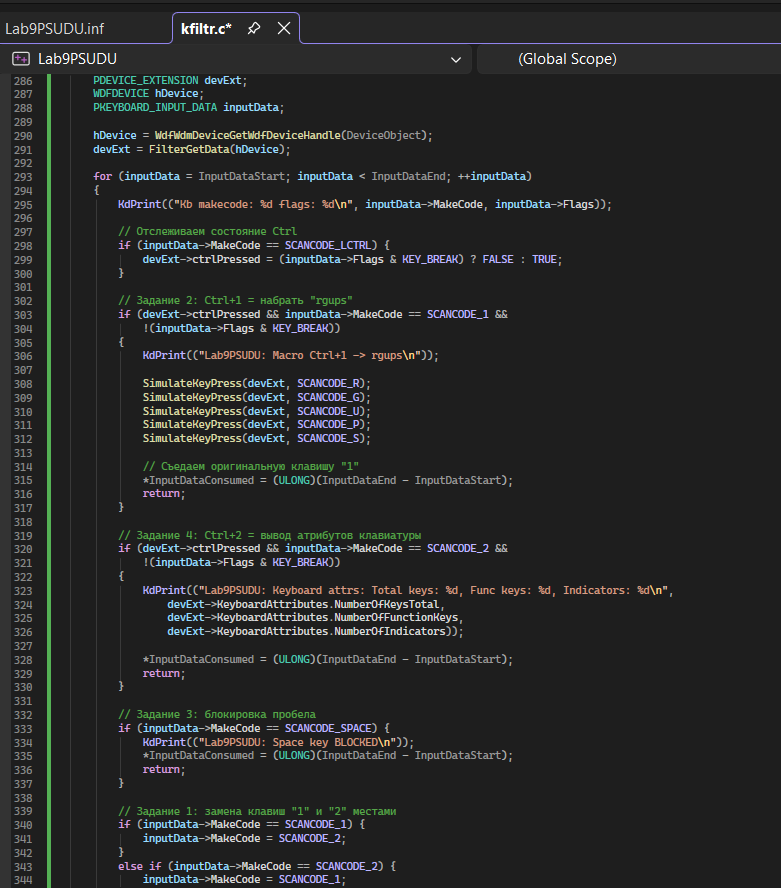 Lab9PSUDU.inf
kfiltr.c*
Lab9PSUDU
(Global Scope)
286 PDEVICE_EXTENSION devExt;
287 WDFDEVICE hDevice;
288 PKEYBOARD_INPUT_DATA inputData;
289
290 hDevice = WdfWdmDeviceGetWdfDeviceHandle(DeviceObject);
291 devExt = FilterGetData(hDevice);
292
293 for (inputData = InputDataStart; inputData < InputDataEnd; ++inputData)
294 {
295 KdPrint(("Kb makecode: %d flags: %d\n", inputData->MakeCode, inputData->Flags));
296
297 // Отслеживаем состояние Ctrl
298 if (inputData->MakeCode == SCANCODE_LCTRL) {
299 devExt->ctrlPressed = (inputData->Flags & KEY_BREAK) ? FALSE : TRUE;
300 }
301
302 // Задание 2: Ctrl+1 = набрать "rgups"
303 if (devExt->ctrlPressed && inputData->MakeCode == SCANCODE_1 &&
304 !(inputData->Flags & KEY_BREAK))
305 {
306 KdPrint(("Lab9PSUDU: Macro Ctrl+1 -> rgups\n"));
307
308 SimulateKeyPress(devExt, SCANCODE_R);
309 SimulateKeyPress(devExt, SCANCODE_G);
310 SimulateKeyPress(devExt, SCANCODE_U);
311 SimulateKeyPress(devExt, SCANCODE_P);
312 SimulateKeyPress(devExt, SCANCODE_S);
313
314 // Съедаем оригинальную клавишу "1"
315 *InputDataConsumed = (ULONG)(InputDataEnd - InputDataStart);
316 return;
317 }
318
319 // Задание 4: Ctrl+2 = вывод атрибутов клавиатуры
320 if (devExt->ctrlPressed && inputData->MakeCode == SCANCODE_2 &&
321 !(inputData->Flags & KEY_BREAK))
322 {
323 KdPrint(("Lab9PSUDU: Keyboard attrs: Total keys: %d, Func keys: %d, Indicators: %d\n",
324 devExt->KeyboardAttributes.NumberOfKeysTotal,
325 devExt->KeyboardAttributes.NumberOfFunctionKeys,
326 devExt->KeyboardAttributes.NumberOfIndicators));
327
328 *InputDataConsumed = (ULONG)(InputDataEnd - InputDataStart);
329 return;
330 }
331
332 // Задание 3: блокировка пробела
333 if (inputData->MakeCode == SCANCODE_SPACE) {
334 KdPrint(("Lab9PSUDU: Space key BLOCKED\n"));
335 *InputDataConsumed = (ULONG)(InputDataEnd - InputDataStart);
336 return;
337 }
338
339 // Задание 1: замена клавиш "1" и "2" местами
340 if (inputData->MakeCode == SCANCODE_1) {
341 inputData->MakeCode = SCANCODE_2;
342 }
343 else if (inputData->MakeCode == SCANCODE_2) {
344 inputData->MakeCode = SCANCODE_1;